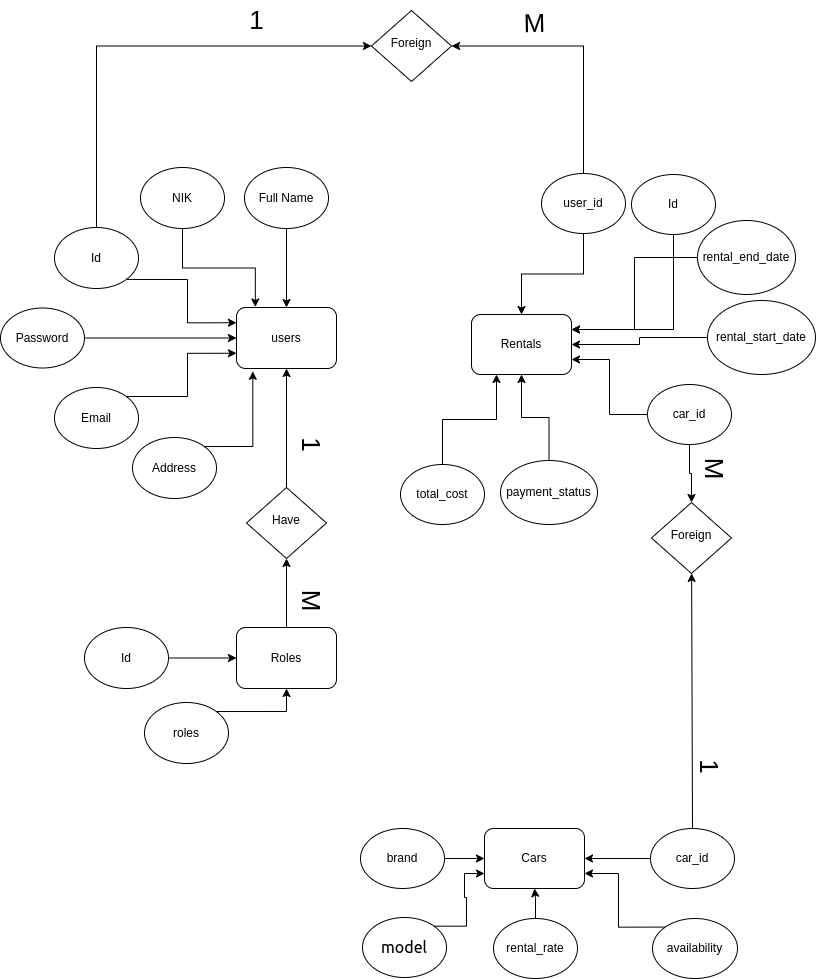 1
M
Foreign
NIK
Full Name
user_id
Id
Id
rental_end_date
Password
users
Rentals
rental_start_date
Email
car_id
Address
1
M
total_cost
payment_status
Have
Foreign
M
Id
Roles
roles
1
brand
Cars
car_id
model
rental_rate
availability